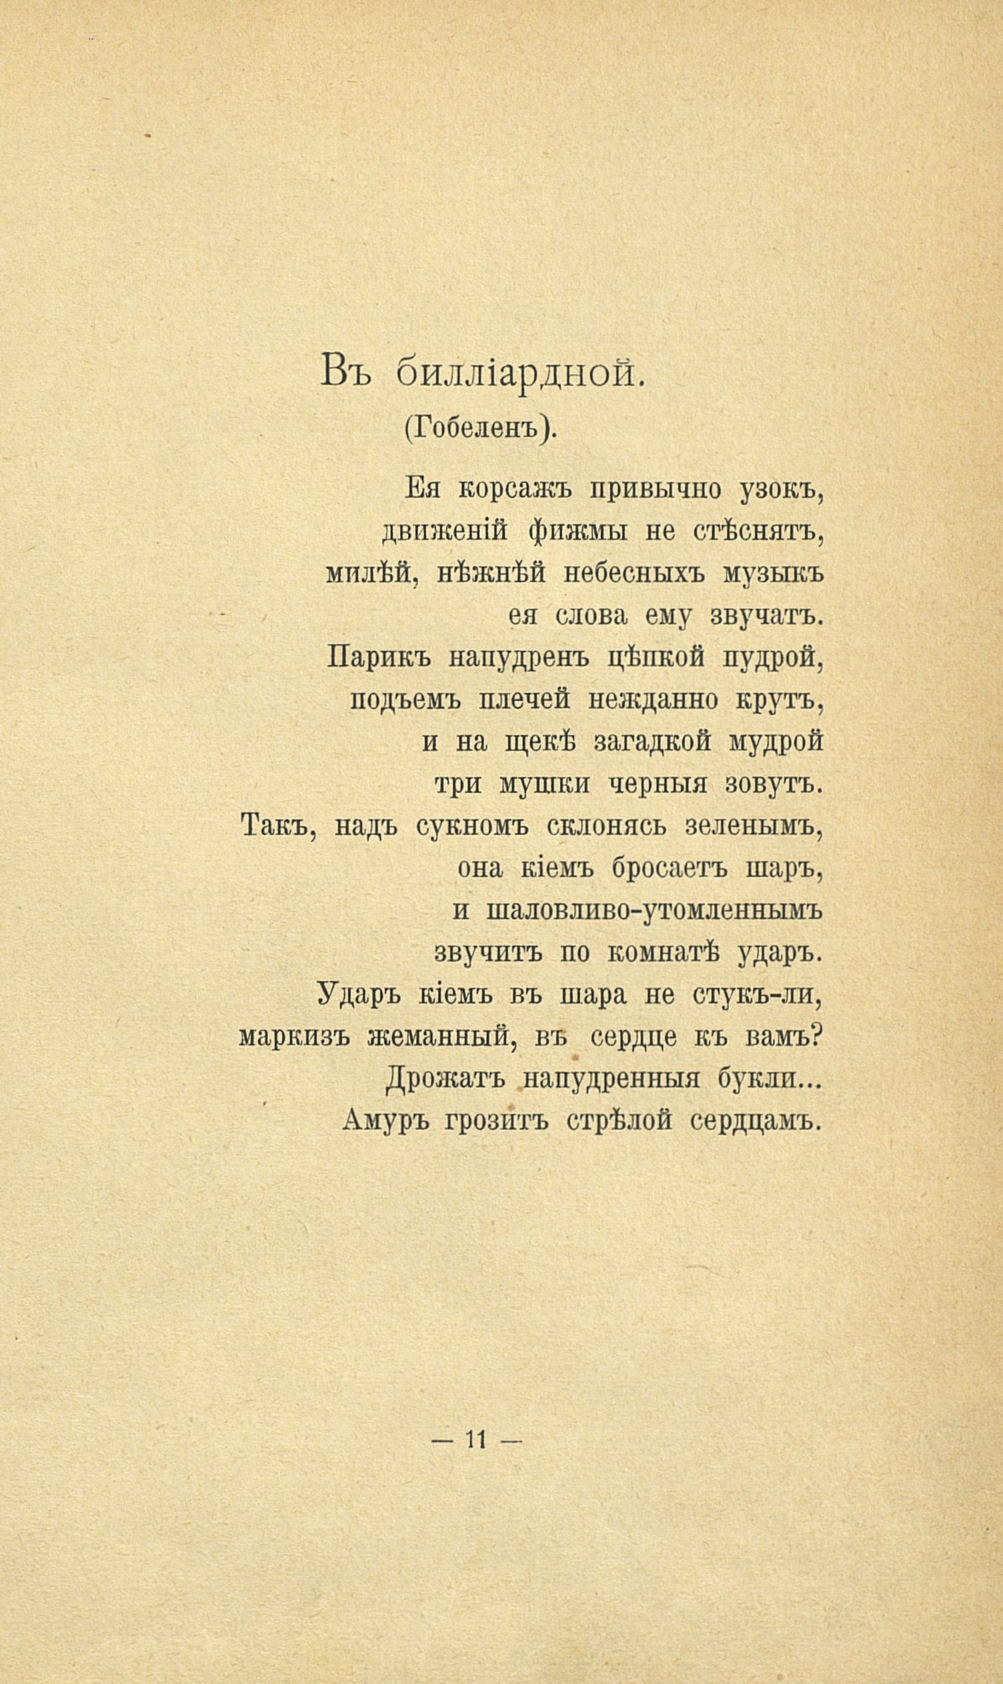 Въ билліардной.
(Гобеленъ).
Ея корсажъ привычно узокъ,
движеній фижмы не стѣснятъ,
милѣй, нѣжнѣй небесныхъ музыкъ
ея слова ему звучатъ.
Парикъ напудренъ цѣпкой пудрой,
подъемъ плечей нежданно крутъ,
и на щекѣ загадкой мудрой
три мушки черныя зовутъ.
Такъ, надъ сукномъ склонясь зеленымъ,
она кіемъ бросаетъ шаръ,
и шаловливо-утомленнымъ
звучитъ по комнатѣ ударъ.
Ударъ кіемъ въ шара не стукъ-ли,
маркизъ жеманный, въ сердце къ вамъ?
Дрожатъ напудренныя букли...
Амуръ грозитъ стрѣлой сердцамъ.
— 11 —